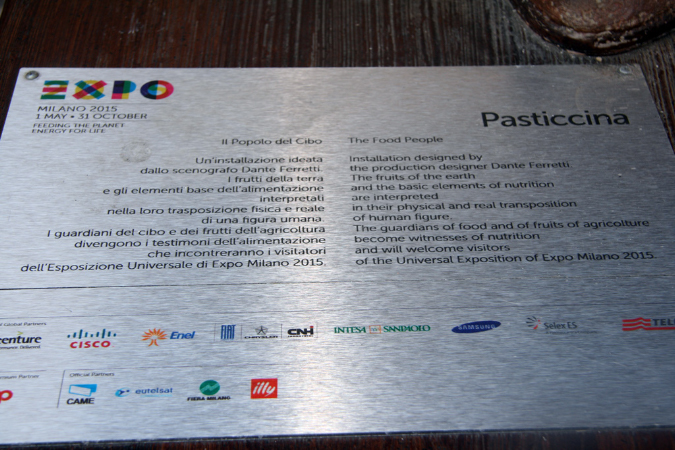 EXPO
MILANO 2015
1 MAY • 31 OCTOBER
FEEDING THE PLANET
ENERGY FOR LIFE
Pasticcina
Il Popolo del Cibo
Un'installazione ideata
dallo scenografo Dante Ferretti.
I frutti della terra
e gli elementi base dell'alimentazione
interpretati
nella loro trasposizione fisica e reale
di una figura umana.
I guardiani del cibo e dei frutti dell'agricoltura
divengono i testimoni dell'alimentazione
che incontreranno i visitatori
dell'Esposizione Universale di Expo Milano 2015.
The Food People
Installation designed by
the production designer Dante Ferretti.
The fruits of the earth
and the basic elements of nutrition
are interpreted
in their physical and real transposition
of human figure.
The guardians of food and of fruits of agricolture
become witnesses of nutrition
and will welcome visitors
of the Universal Exposition of Expo Milano 2015.
Global Partners
enture
CISCO
Enel
FIAT
CHRYSLER
CNH
INTESA SANPAOLO
SAMSUNG
Selex ES
TELE
Partner
Official Partners
p
CAME
eutelsat
FIERA MILANO
illy